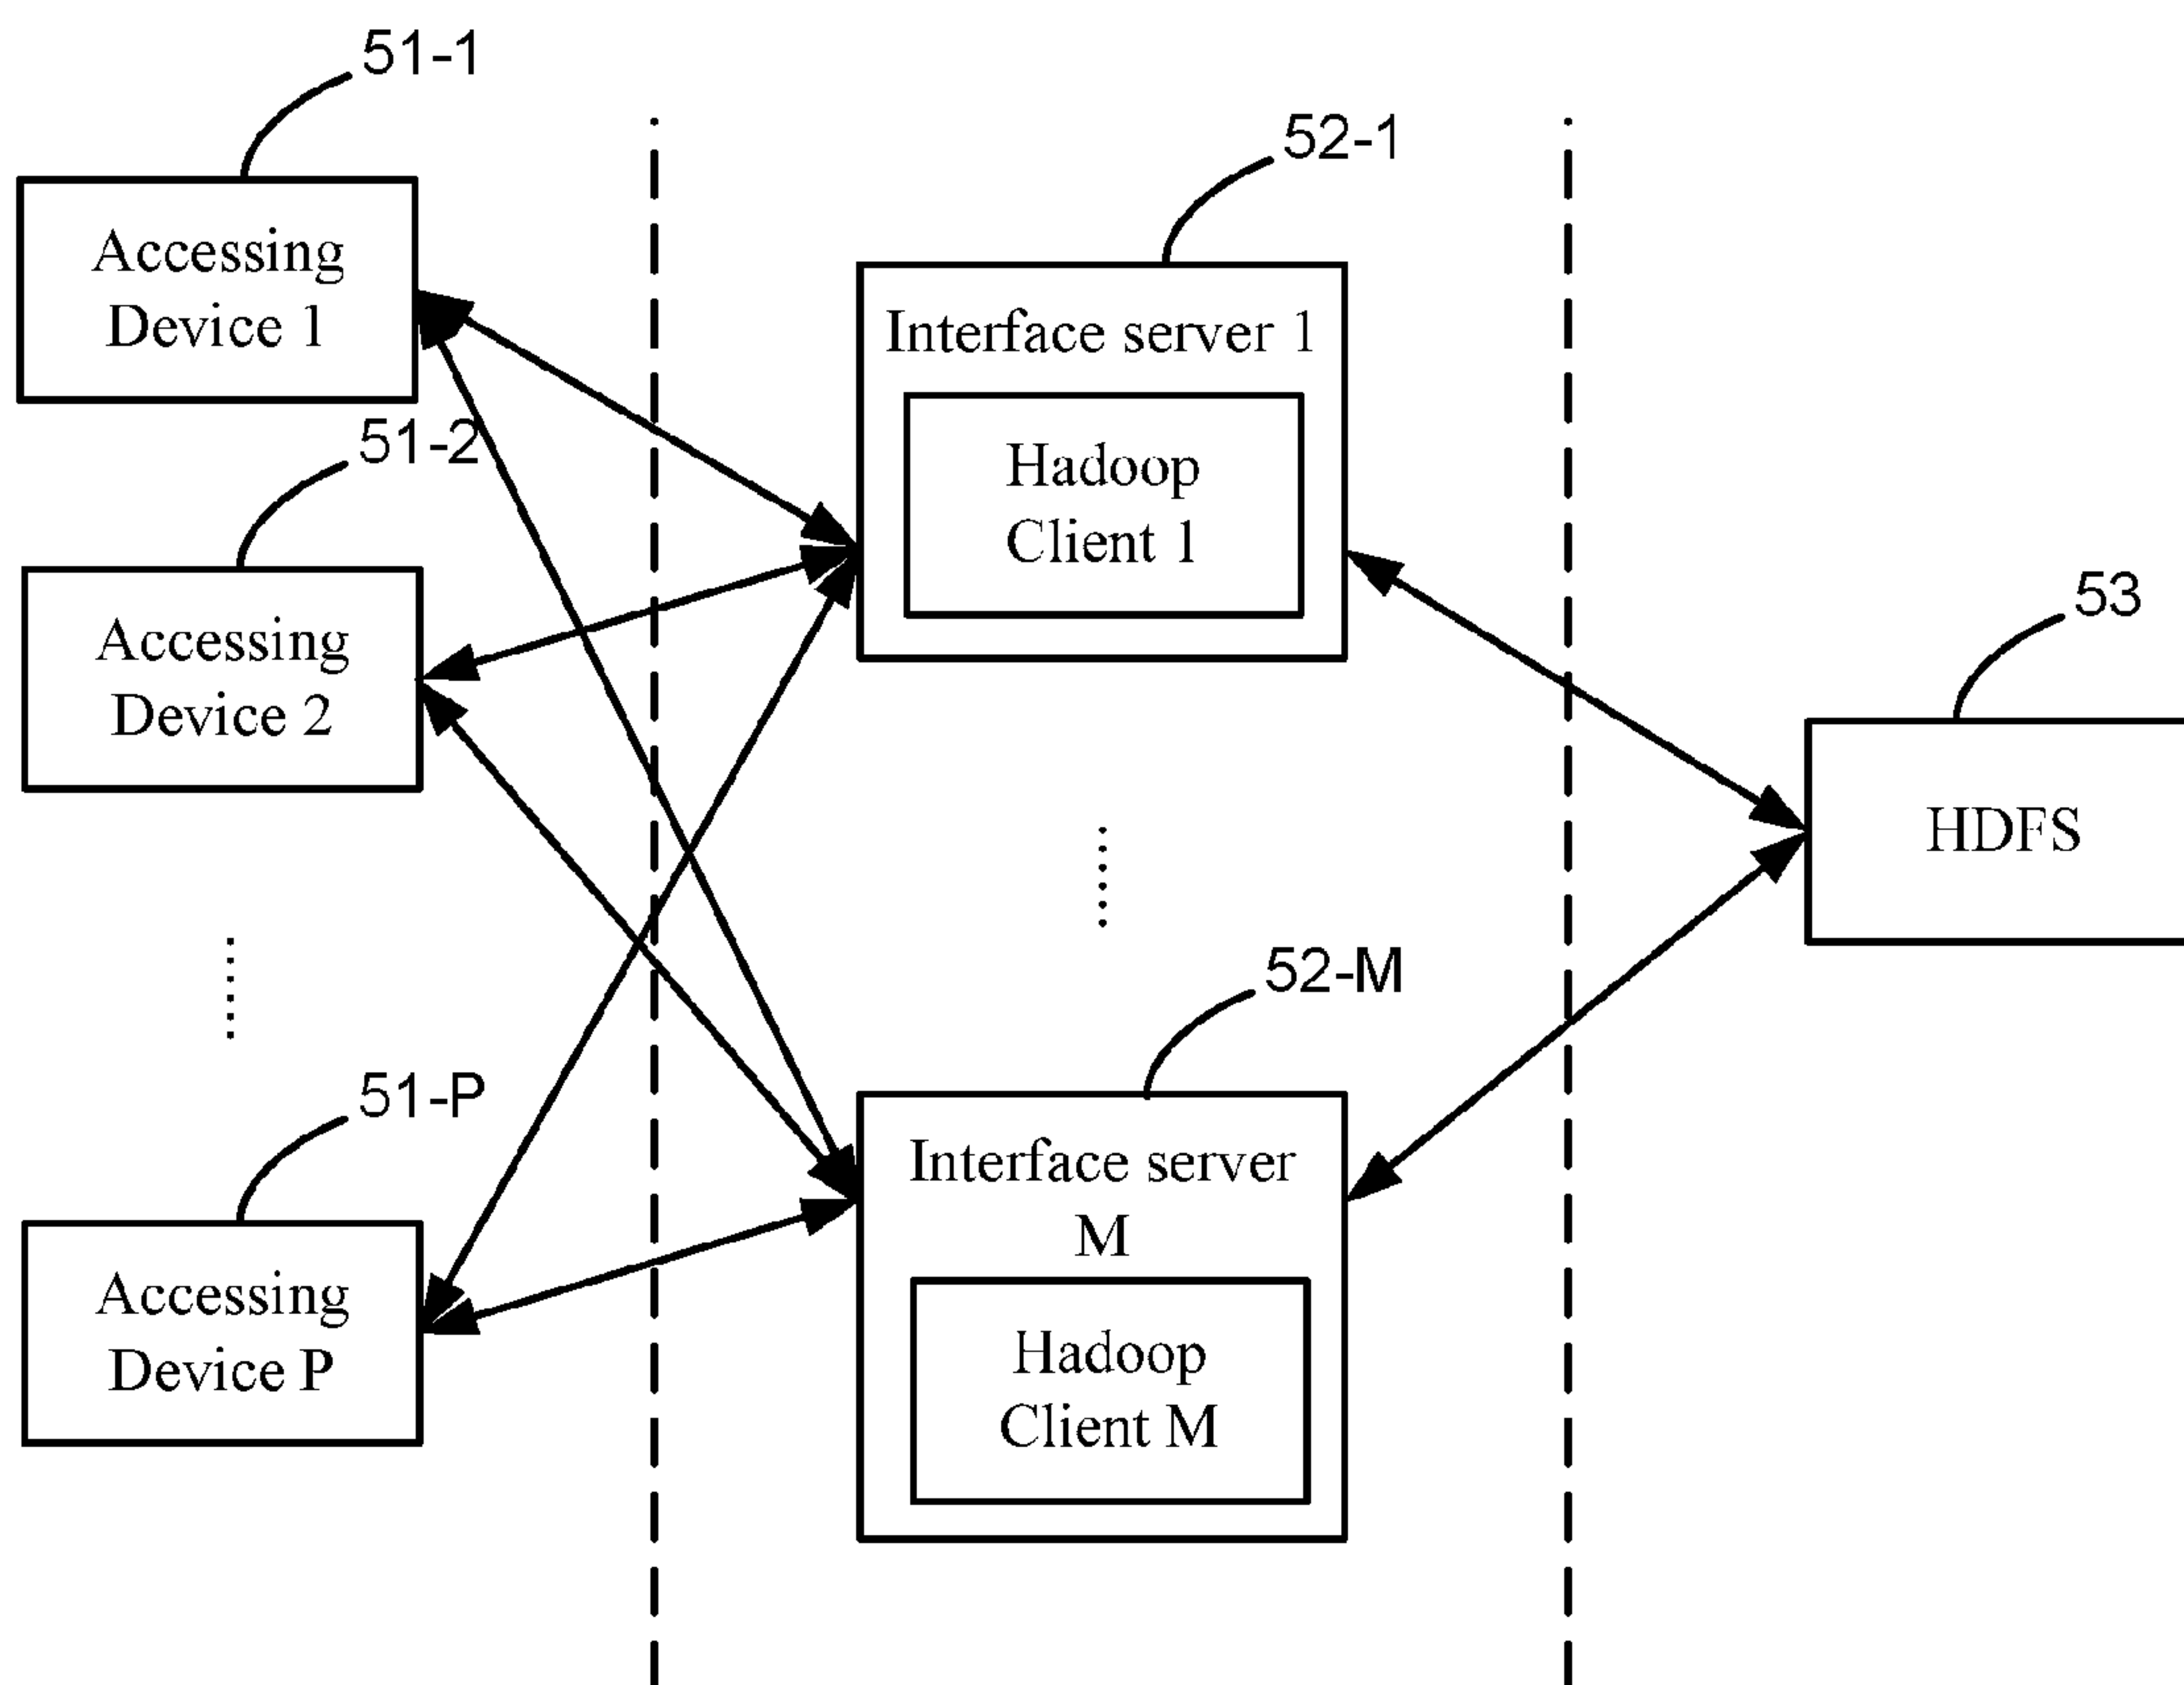 51-1
Accessing
Device 1
51-2
Accessing
Device 2
51-P
Accessing
Device P
52-1
Interface server 1
Hadoop
Client 1
52-M
Interface server
M
Hadoop
Client M
53
HDFS